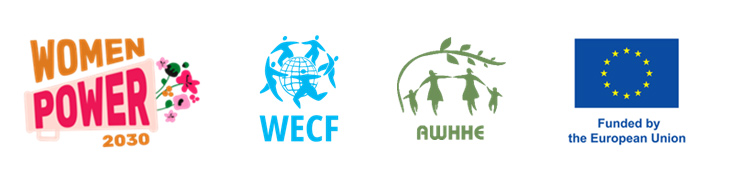 WOMEN
POWER
2030
WECF
AWHHE
Funded by
the European Union